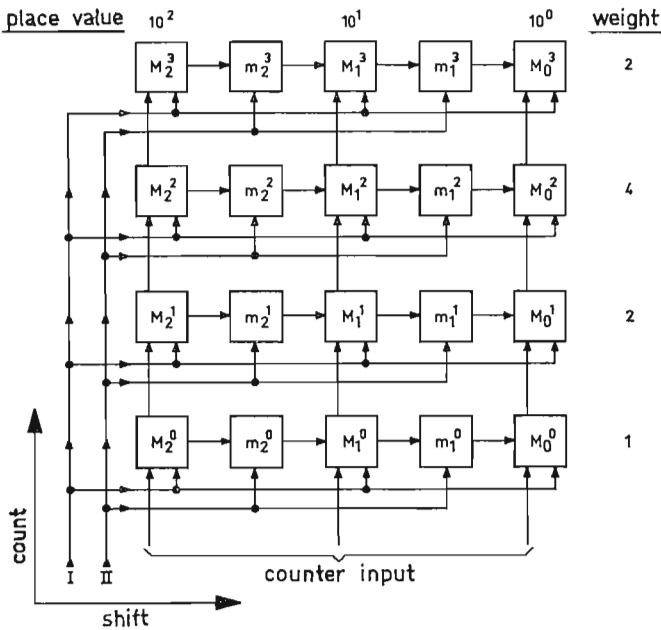 place value 10² 10¹ 10⁰ weight
M₂³ m₂³ M₁³ m₁³ M₀³ 2
M₂² m₂² M₁² m₁² M₀² 4
M₂¹ m₂¹ M₁¹ m₁¹ M₀¹ 2
M₂⁰ m₂⁰ M₁⁰ m₁⁰ M₀⁰ 1
count
I II counter input
shift